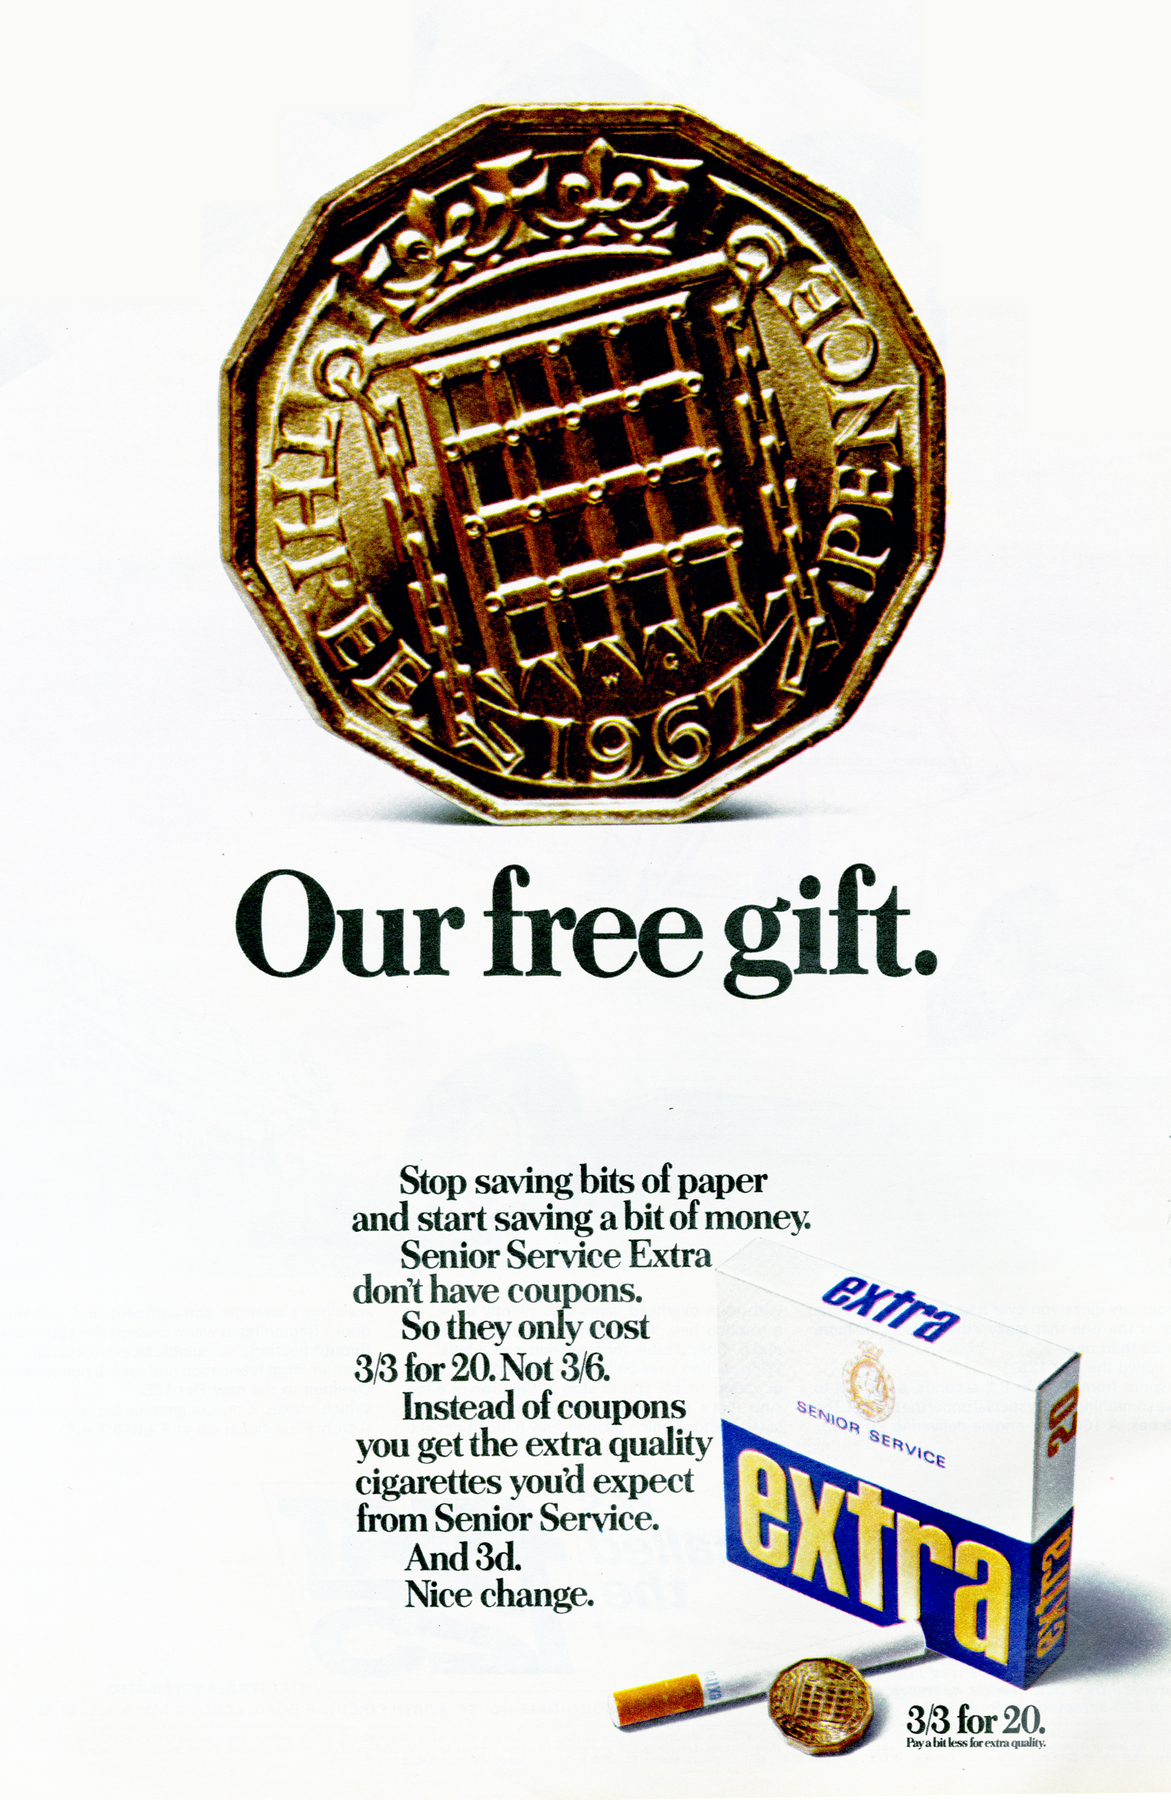 THREE PENCE
1967
W G
Our free gift.
Stop saving bits of paper
and start saving a bit of money.
Senior Service Extra
don't have coupons.
So they only cost
3/3 for 20. Not 3/6.
Instead of coupons
you get the extra quality
cigarettes you'd expect
from Senior Service.
And 3d.
Nice change.
extra
SENIOR SERVICE
extra
20
extra
extra
3/3 for 20.
Pay a bit less for extra quality.